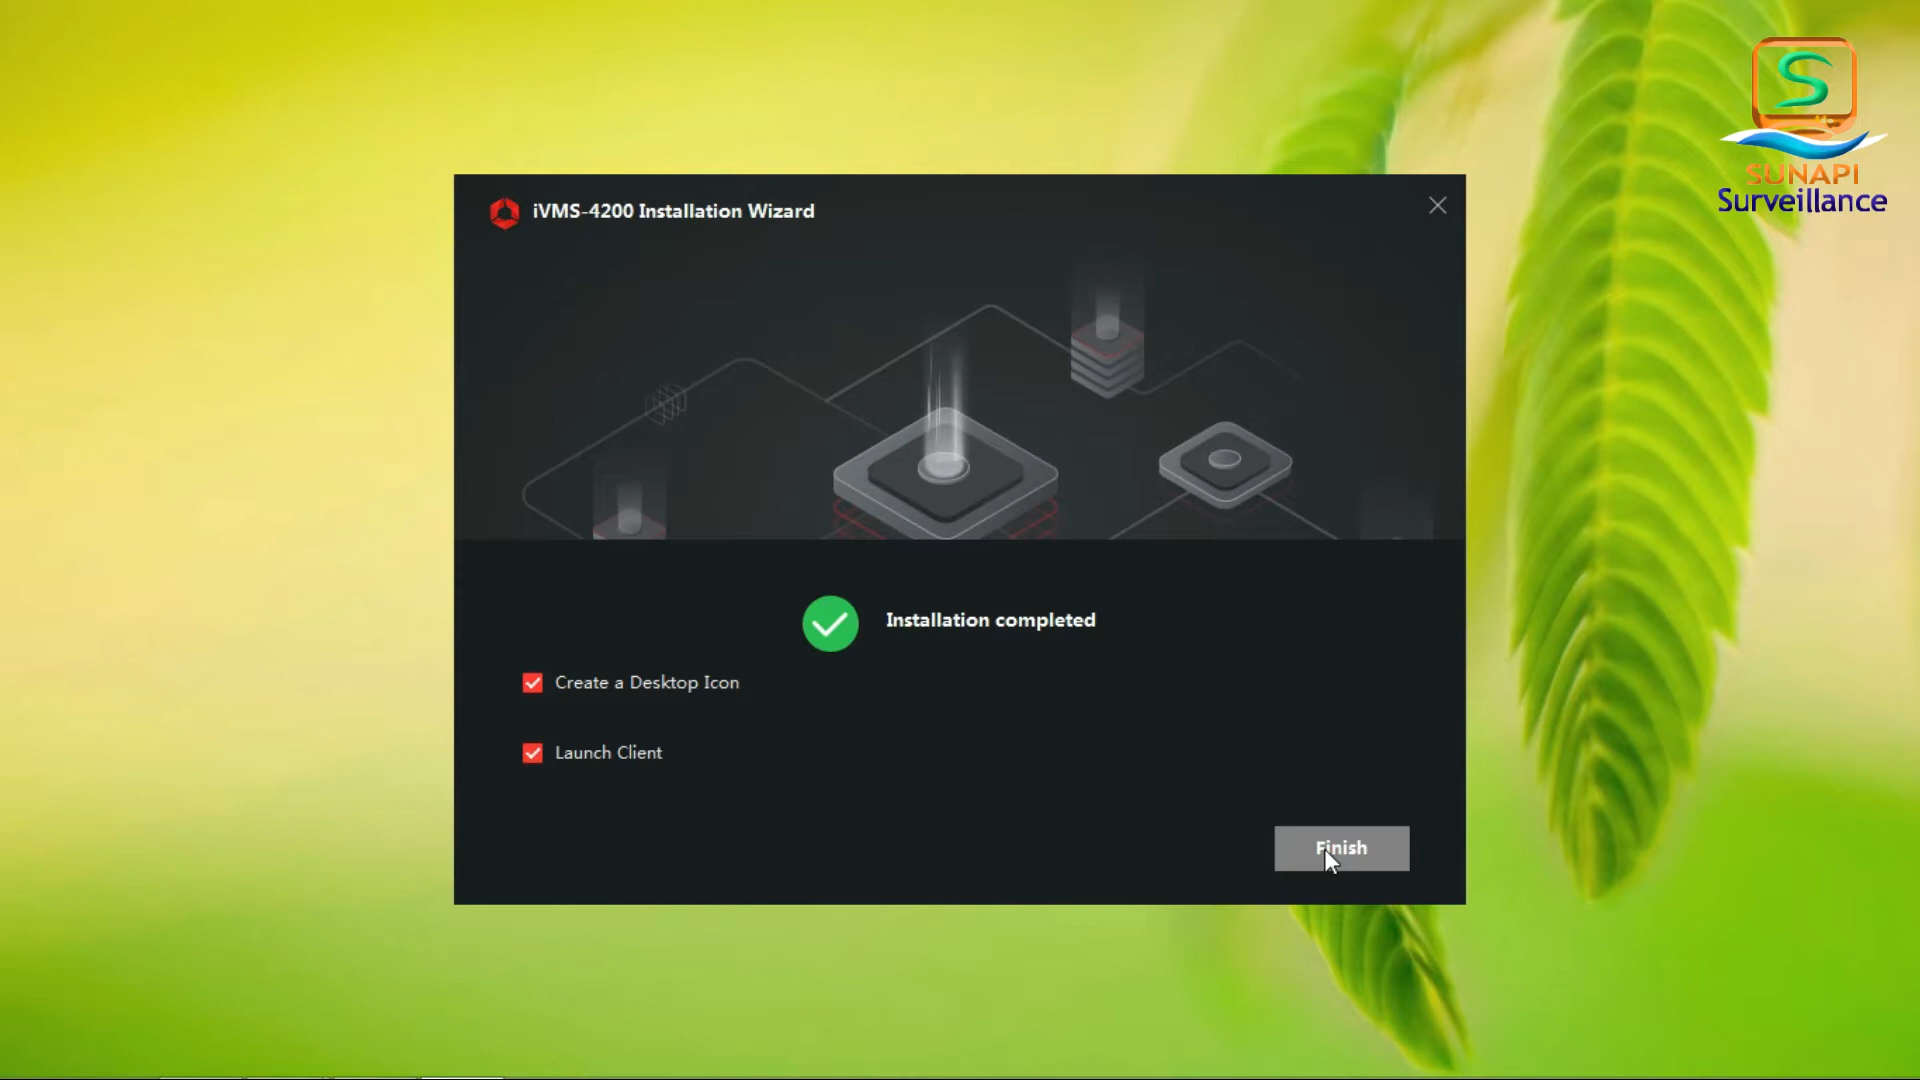 SUNAPI
Surveillance
iVMS-4200 Installation Wizard
Installation completed
Create a Desktop Icon
Launch Client
Finish